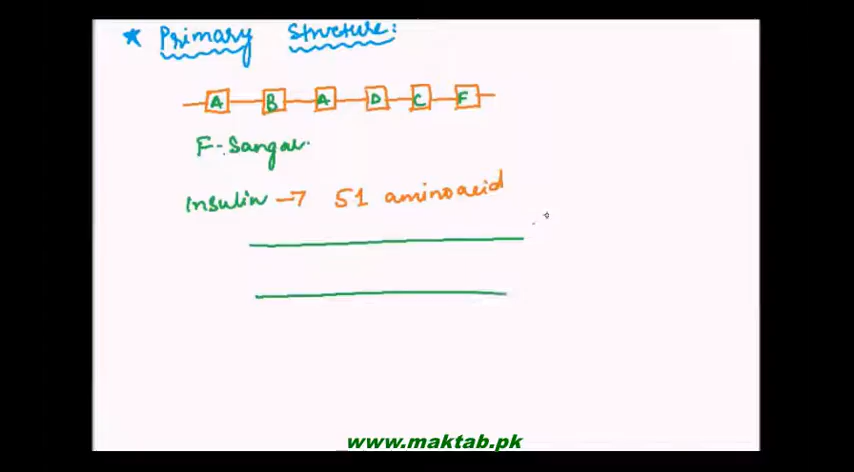 * Primary Structure:
A B A D C F
F. Sangar.
Insulin → 51 aminoacid
www.maktab.pk